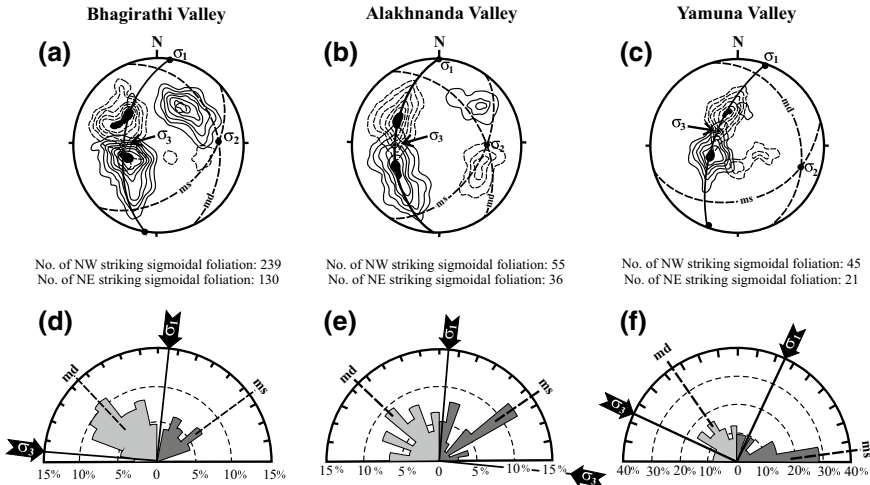 Bhagirathi Valley
Alakhnanda Valley
Yamuna Valley
(a)
N
σ1
σ2
σ3
ms
md
(b)
N
σ1
σ2
σ3
ms
md
(c)
N
σ1
σ2
σ3
ms
md
No. of NW striking sigmoidal foliation: 239
No. of NE striking sigmoidal foliation: 130
No. of NW striking sigmoidal foliation: 55
No. of NE striking sigmoidal foliation: 36
No. of NW striking sigmoidal foliation: 45
No. of NE striking sigmoidal foliation: 21
(d)
σ1
md
ms
σ3
15% 10% 5% 0 5% 10% 15%
(e)
σ1
md
ms
15% 10% 5% 0 5% 10% 15%
σ3
(f)
σ1
md
σ3
ms
40% 30% 20% 10% 0 10% 20% 30% 40%